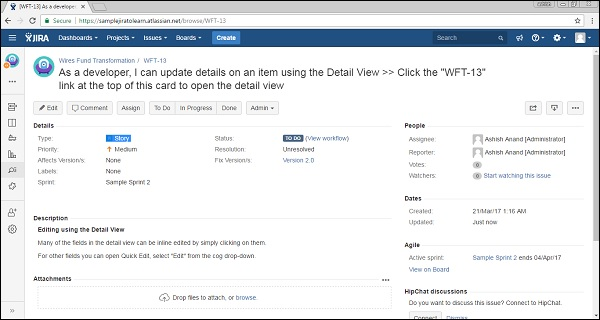 [WFT-13] As a develope
Secure | https://samplejiratolearn.atlassian.net/browse/WFT-13
JIRA Dashboards Projects Issues Boards Create Search
Wires Fund Transformation / WFT-13
As a developer, I can update details on an item using the Detail View >> Click the "WFT-13"
link at the top of this card to open the detail view
Edit Comment Assign To Do In Progress Done Admin
Details
Type: Story
Priority: Medium
Affects Version/s: None
Labels: None
Sprint: Sample Sprint 2
Status: TO DO (View workflow)
Resolution: Unresolved
Fix Version/s: Version 2.0
Description
Editing using the Detail View
Many of the fields in the detail view can be inline edited by simply clicking on them.
For other fields you can open Quick Edit, select "Edit" from the cog drop-down.
Attachments
Drop files to attach, or browse.
People
Assignee: Ashish Anand [Administrator]
Reporter: Ashish Anand [Administrator]
Votes: 0
Watchers: 0 Start watching this issue
Dates
Created: 21/Mar/17 1:16 AM
Updated: Just now
Agile
Active sprint: Sample Sprint 2 ends 04/Apr/17
View on Board
HipChat discussions
Do you want to discuss this issue? Connect to HipChat.
Connect Dismiss